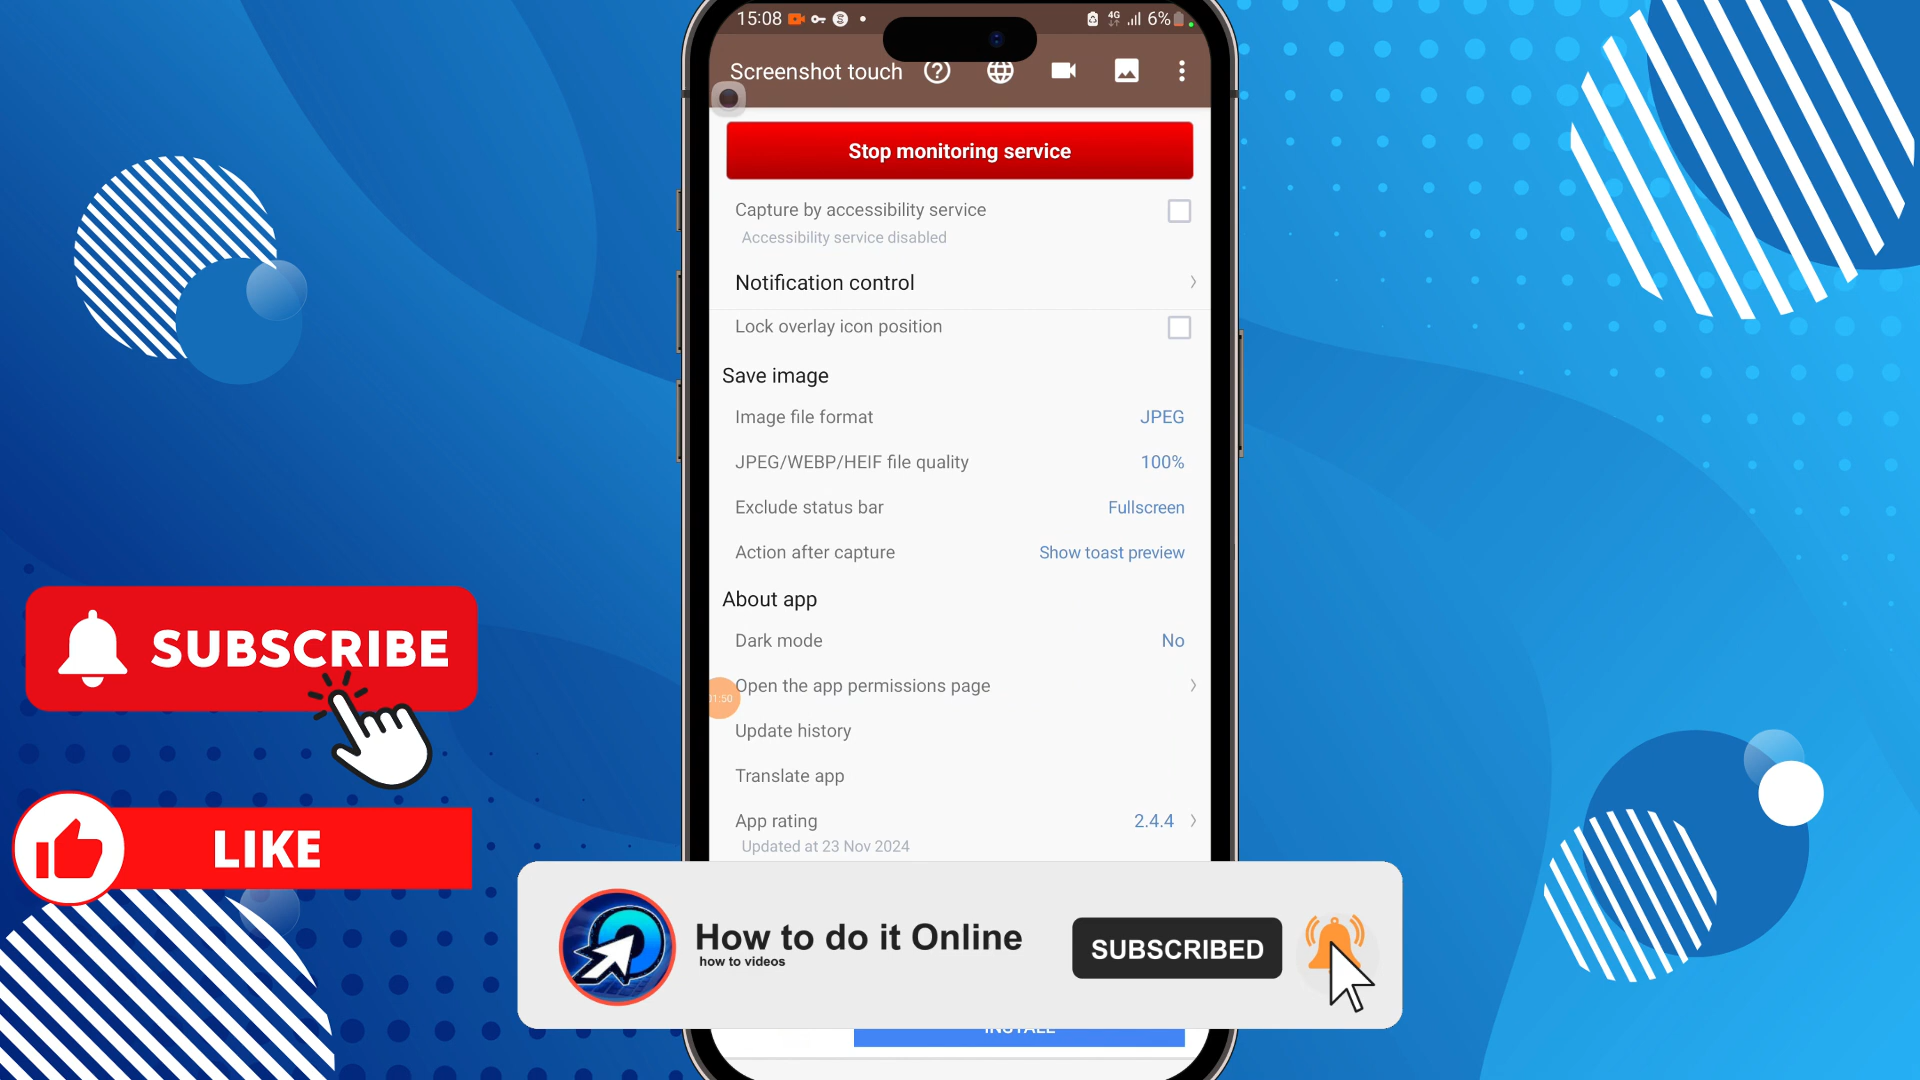 15:08
4G
6%
Screenshot touch
Stop monitoring service
Capture by accessibility service
Accessibility service disabled
Notification control
Lock overlay icon position
Save image
Image file format
JPEG
JPEG/WEBP/HEIF file quality
100%
Exclude status bar
Fullscreen
Action after capture
Show toast preview
About app
Dark mode
No
01:50
Open the app permissions page
Update history
Translate app
App rating
2.4.4
Updated at 23 Nov 2024
SUBSCRIBE
LIKE
How to do it Online
how to videos
SUBSCRIBED
INSTALL